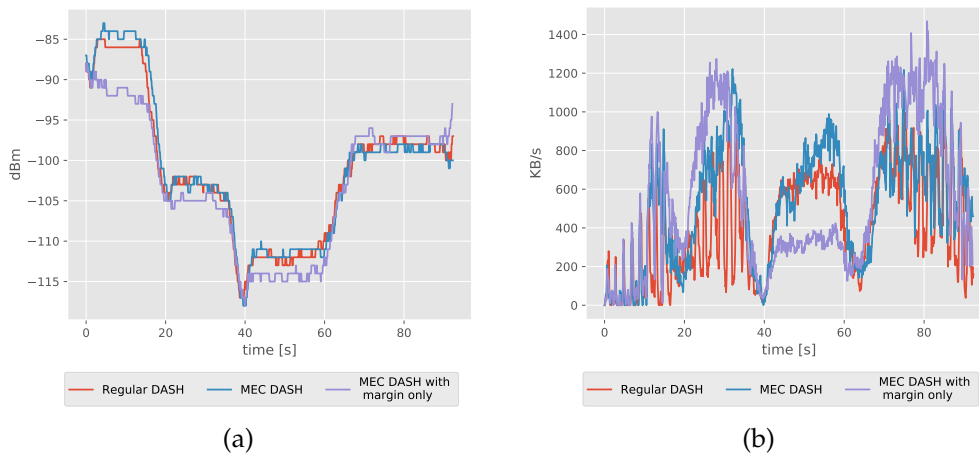 −85
−90
−95
−100
−105
−110
−115
dBm
0
20
40
60
80
time [s]
Regular DASH
MEC DASH
MEC DASH with
margin only
(a)
1400
1200
1000
800
600
400
200
0
KB/s
0
20
40
60
80
time [s]
Regular DASH
MEC DASH
MEC DASH with
margin only
(b)